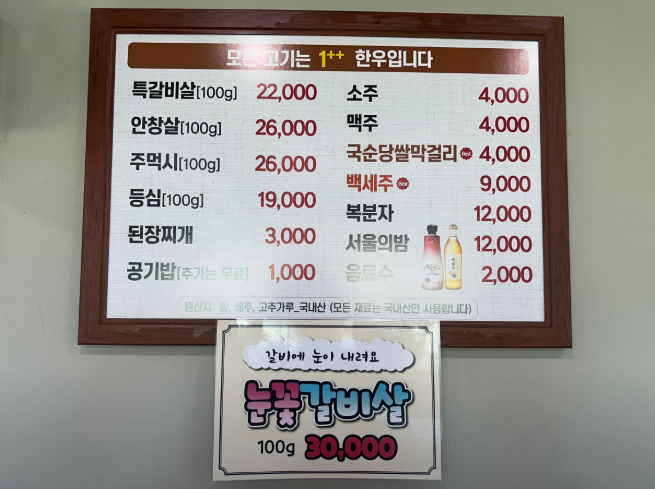 모든 고기는 1++ 한우입니다
특갈비살[100g] 22,000
안창살[100g] 26,000
주먹시[100g] 26,000
등심[100g] 19,000
된장찌개 3,000
공기밥[추가는 무료] 1,000
소주 4,000
맥주 4,000
국순당쌀막걸리 Best 4,000
백세주 Best 9,000
복분자 12,000
서울의밤 12,000
음료수 2,000
원산지: 쌀, 배추, 고추가루_국내산 (모든 재료는 국내산만 사용합니다)
갈비에 눈이 내려요
눈꽃갈비살
100g 30,000